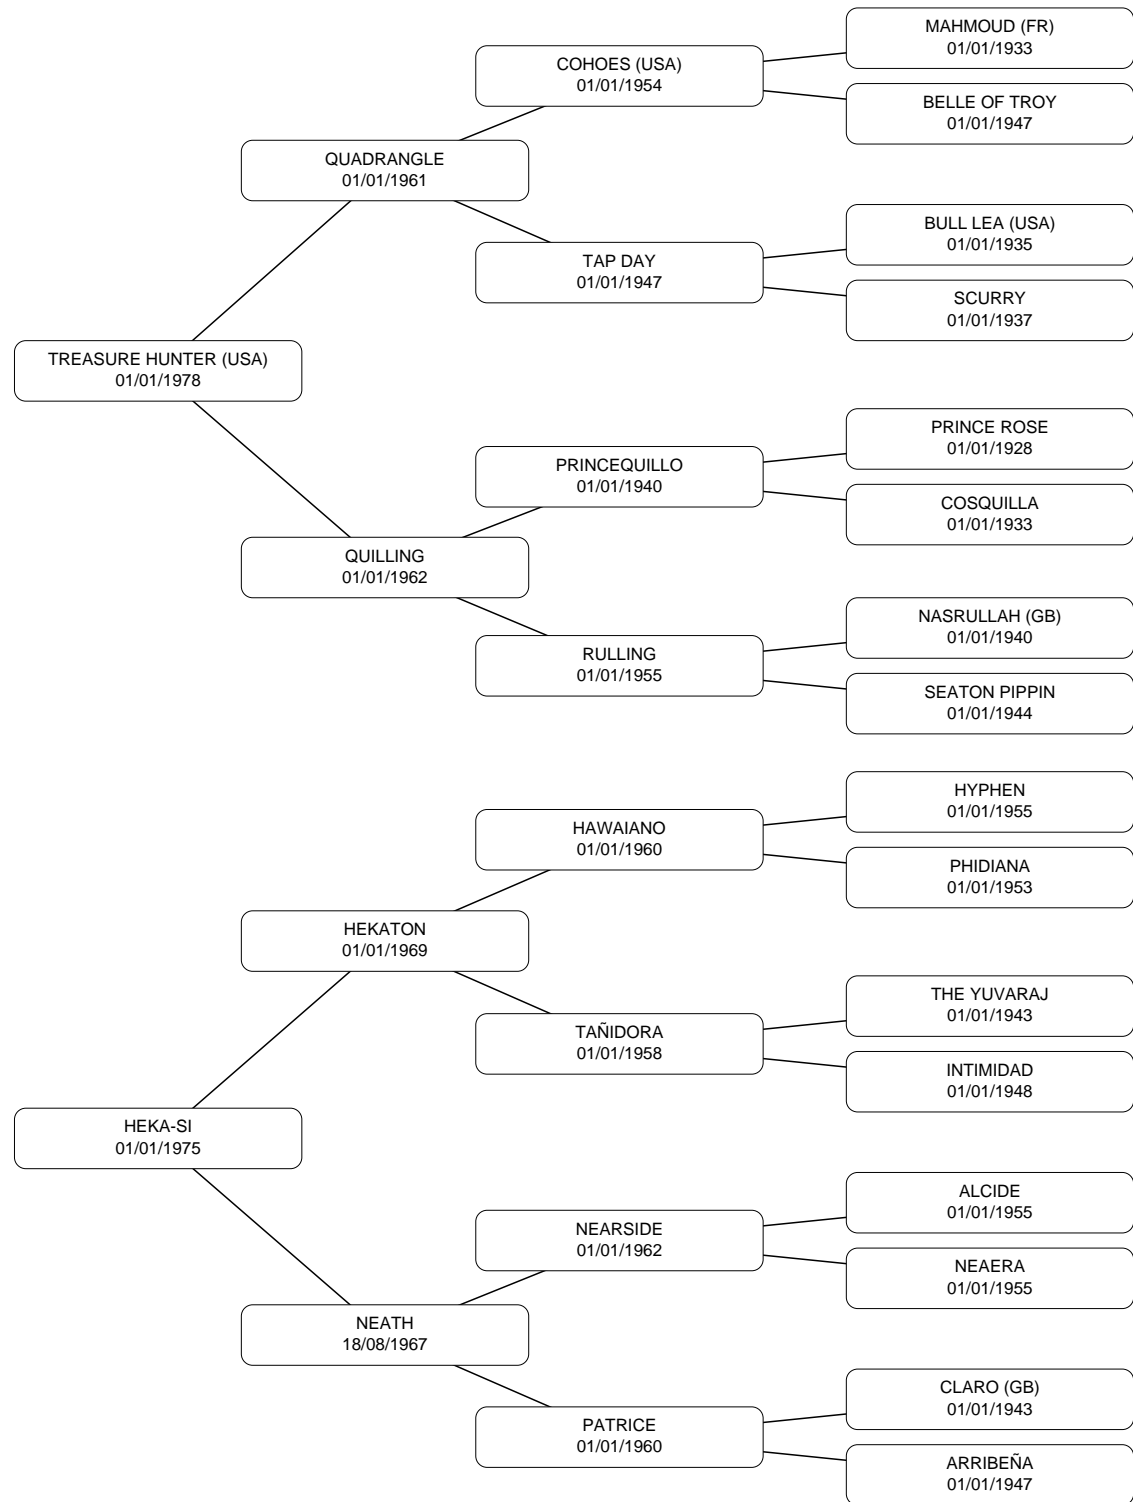 MAHMOUD (FR)
01/01/1933
COHOES (USA)
01/01/1954
BELLE OF TROY
01/01/1947
QUADRANGLE
01/01/1961
BULL LEA (USA)
01/01/1935
TAP DAY
01/01/1947
SCURRY
01/01/1937
TREASURE HUNTER (USA)
01/01/1978
PRINCE ROSE
01/01/1928
PRINCEQUILLO
01/01/1940
COSQUILLA
01/01/1933
QUILLING
01/01/1962
NASRULLAH (GB)
01/01/1940
RULLING
01/01/1955
SEATON PIPPIN
01/01/1944
HYPHEN
01/01/1955
HAWAIANO
01/01/1960
PHIDIANA
01/01/1953
HEKATON
01/01/1969
THE YUVARAJ
01/01/1943
TAÑIDORA
01/01/1958
INTIMIDAD
01/01/1948
HEKA-SI
01/01/1975
ALCIDE
01/01/1955
NEARSIDE
01/01/1962
NEAERA
01/01/1955
NEATH
18/08/1967
CLARO (GB)
01/01/1943
PATRICE
01/01/1960
ARRIBEÑA
01/01/1947